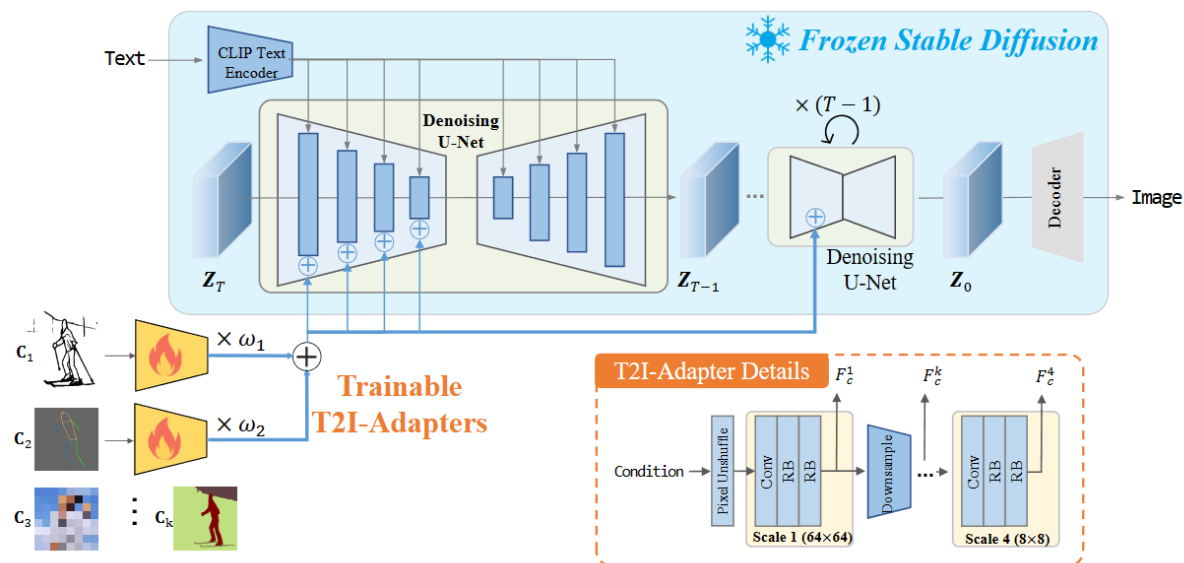 Frozen Stable Diffusion
Text
CLIP Text
Encoder
× (T − 1)
Denoising
U-Net
Decoder
Image
Z_T
Z_{T−1}
...
Denoising
U-Net
Z_0
C_1
× ω_1
Trainable
T2I-Adapters
C_2
× ω_2
C_3
⋮
C_k
T2I-Adapter Details
F_c^1
F_c^k
F_c^4
Condition
Pixel Unshuffle
Conv
RB
RB
Downsample
...
Conv
RB
RB
Scale 1 (64×64)
Scale 4 (8×8)